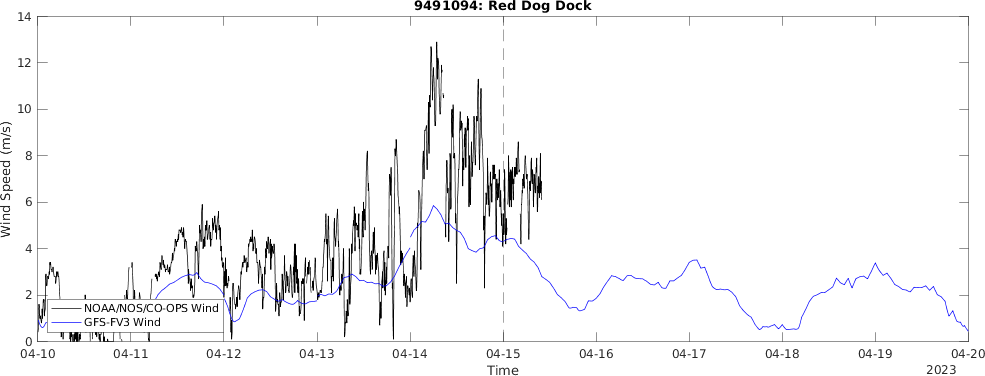 9491094: Red Dog Dock
14
12
10
8
6
4
2
0
Wind Speed (m/s)
NOAA/NOS/CO-OPS Wind
GFS-FV3 Wind
04-10 04-11 04-12 04-13 04-14 04-15 04-16 04-17 04-18 04-19 04-20
Time
2023